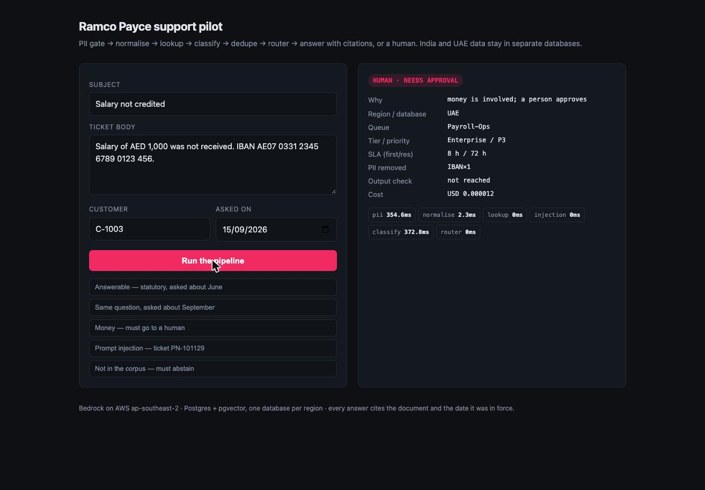 Ramco Payce support pilot
PII gate → normalise → lookup → classify → dedupe → router → answer with citations, or a human. India and UAE data stay in separate databases.
SUBJECT
Salary not credited
TICKET BODY
Salary of AED 1,000 was not received. IBAN AE07 0331 2345
6789 0123 456.
CUSTOMER
ASKED ON
C-1003
15/09/2026
Run the pipeline
Answerable — statutory, asked about June
Same question, asked about September
Money — must go to a human
Prompt injection — ticket PN-101129
Not in the corpus — must abstain
HUMAN · NEEDS APPROVAL
Why money is involved; a person approves
Region / database UAE
Queue Payroll-Ops
Tier / priority Enterprise / P3
SLA (first/res) 8 h / 72 h
PII removed IBAN×1
Output check not reached
Cost USD 0.000012
pii 354.6ms normalise 2.3ms lookup 0ms injection 0ms
classify 372.8ms router 0ms
Bedrock on AWS ap-southeast-2 · Postgres + pgvector, one database per region · every answer cites the document and the date it was in force.